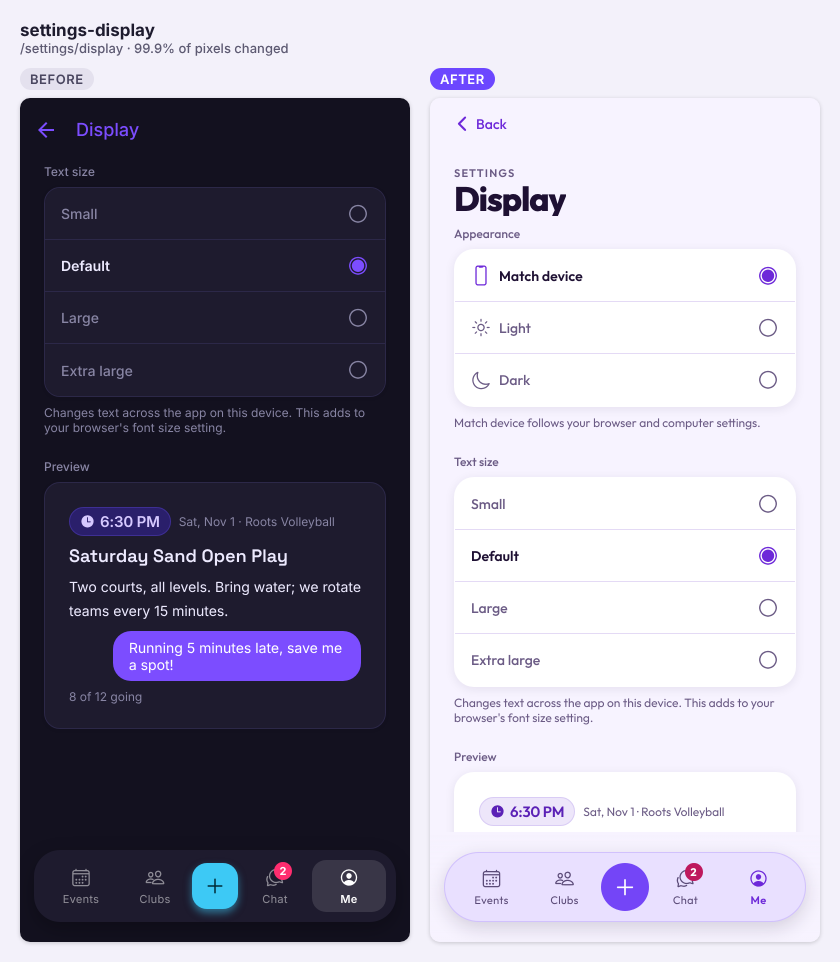 settings-display
/settings/display · 99.9% of pixels changed
BEFORE
Display
Text size
Small
Default
Large
Extra large
Changes text across the app on this device. This adds to
your browser's font size setting.
Preview
6:30 PM Sat, Nov 1 · Roots Volleyball
Saturday Sand Open Play
Two courts, all levels. Bring water; we rotate
teams every 15 minutes.
Running 5 minutes late, save me
a spot!
8 of 12 going
2
Events Clubs Chat Me
AFTER
Back
SETTINGS
Display
Appearance
Match device
Light
Dark
Match device follows your browser and computer settings.
Text size
Small
Default
Large
Extra large
Changes text across the app on this device. This adds to your
browser's font size setting.
Preview
6:30 PM Sat, Nov 1 · Roots Volleyball
2
Events Clubs Chat Me